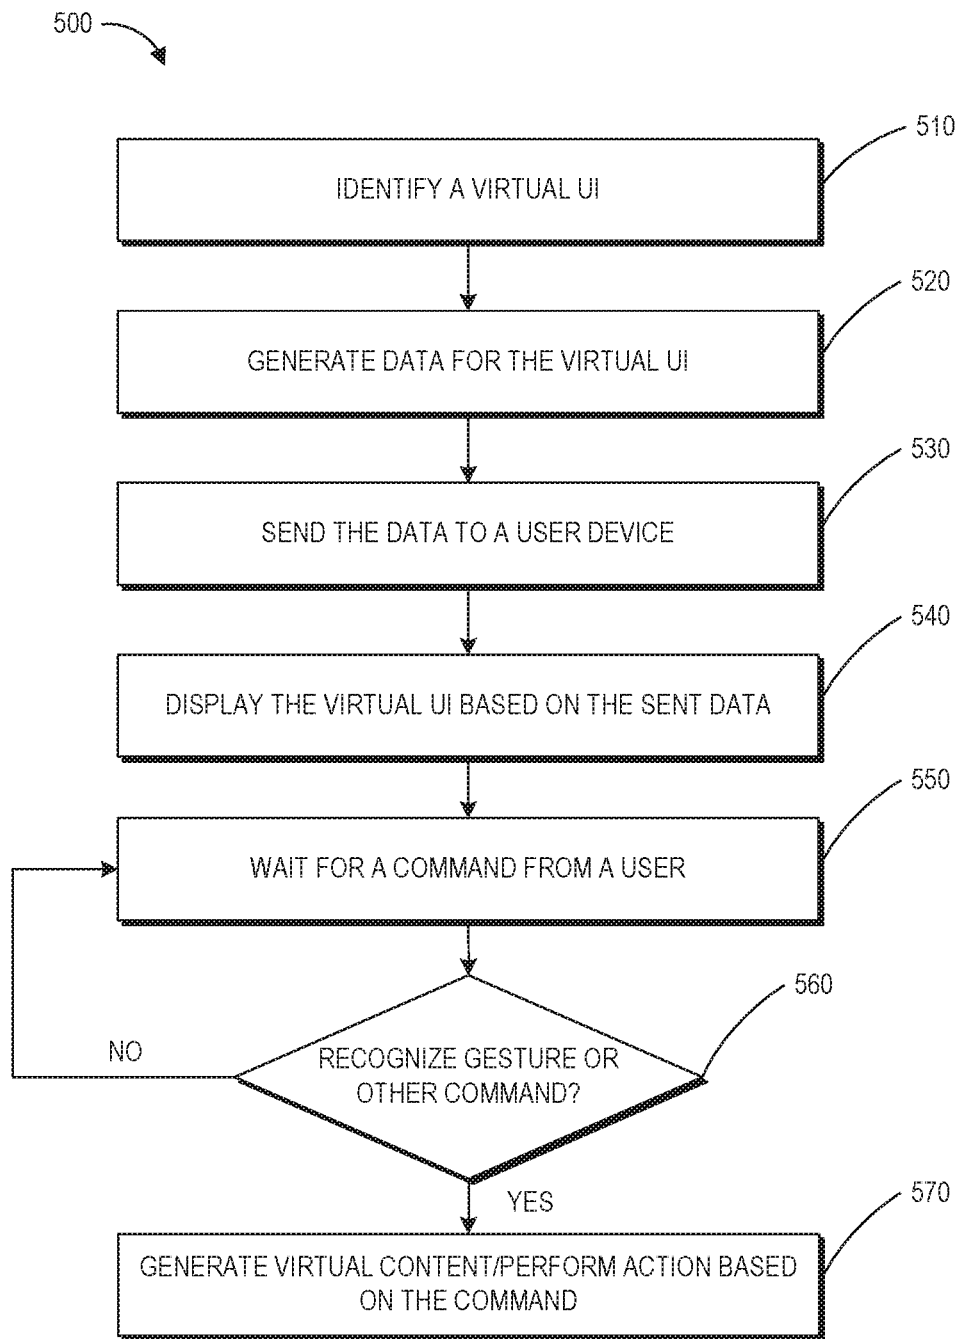 500
510
IDENTIFY A VIRTUAL UI
520
GENERATE DATA FOR THE VIRTUAL UI
530
SEND THE DATA TO A USER DEVICE
540
DISPLAY THE VIRTUAL UI BASED ON THE SENT DATA
550
WAIT FOR A COMMAND FROM A USER
560
NO
RECOGNIZE GESTURE OR
OTHER COMMAND?
YES
570
GENERATE VIRTUAL CONTENT/PERFORM ACTION BASED
ON THE COMMAND